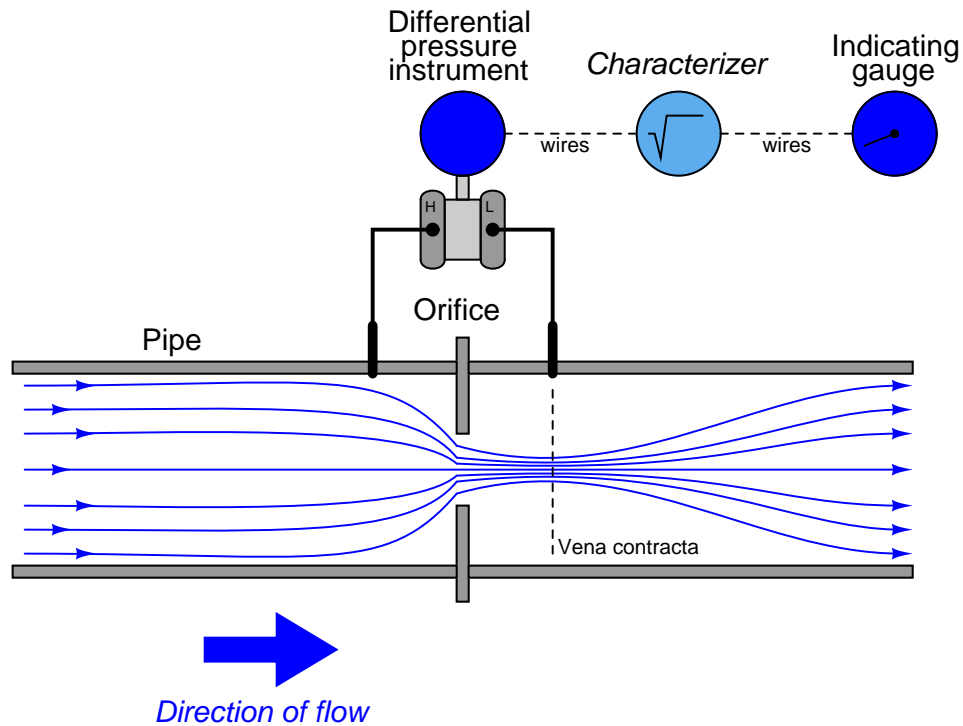 Differential
pressure
instrument
Characterizer
Indicating
gauge
wires
wires
H
L
Orifice
Pipe
Vena contracta
Direction of flow